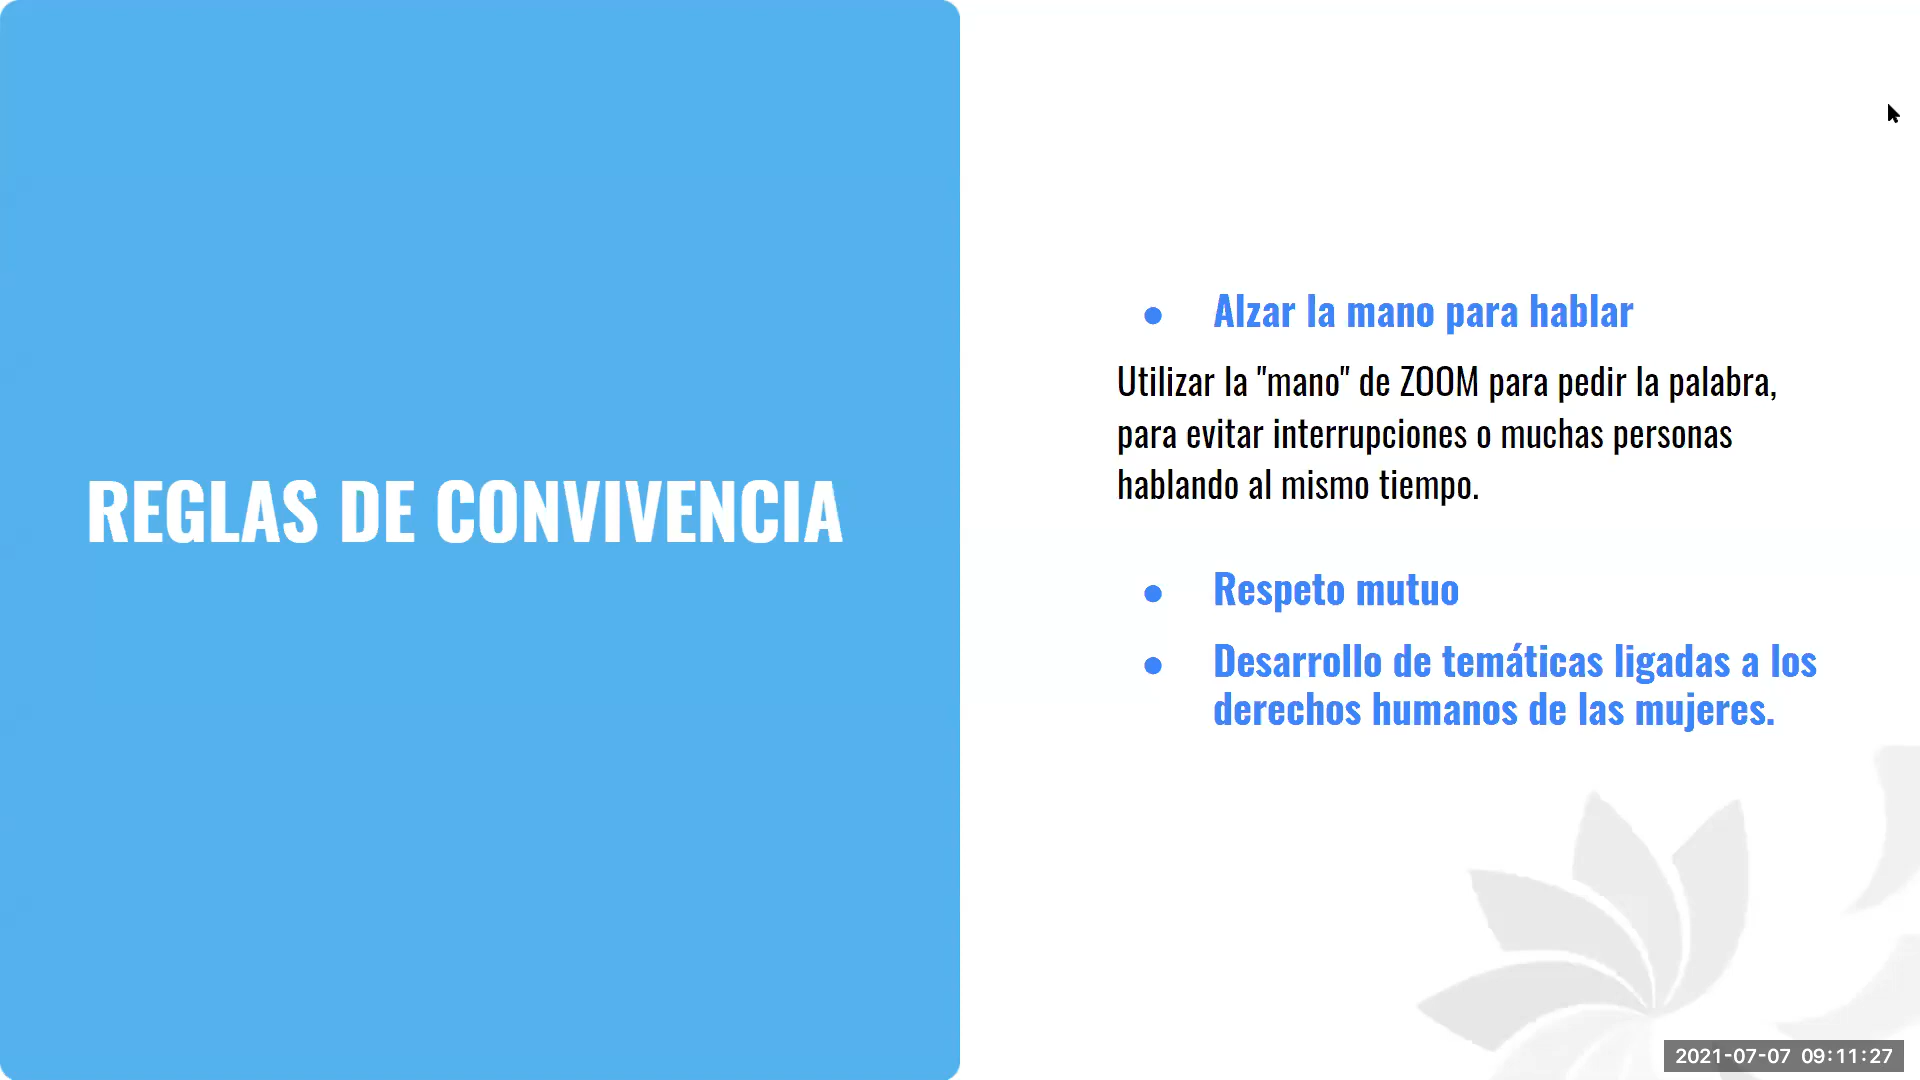 REGLAS DE CONVIVENCIA
● Alzar la mano para hablar
Utilizar la "mano" de ZOOM para pedir la palabra,
para evitar interrupciones o muchas personas
hablando al mismo tiempo.
● Respeto mutuo
● Desarrollo de temáticas ligadas a los
derechos humanos de las mujeres.
2021-07-07 09:11:27